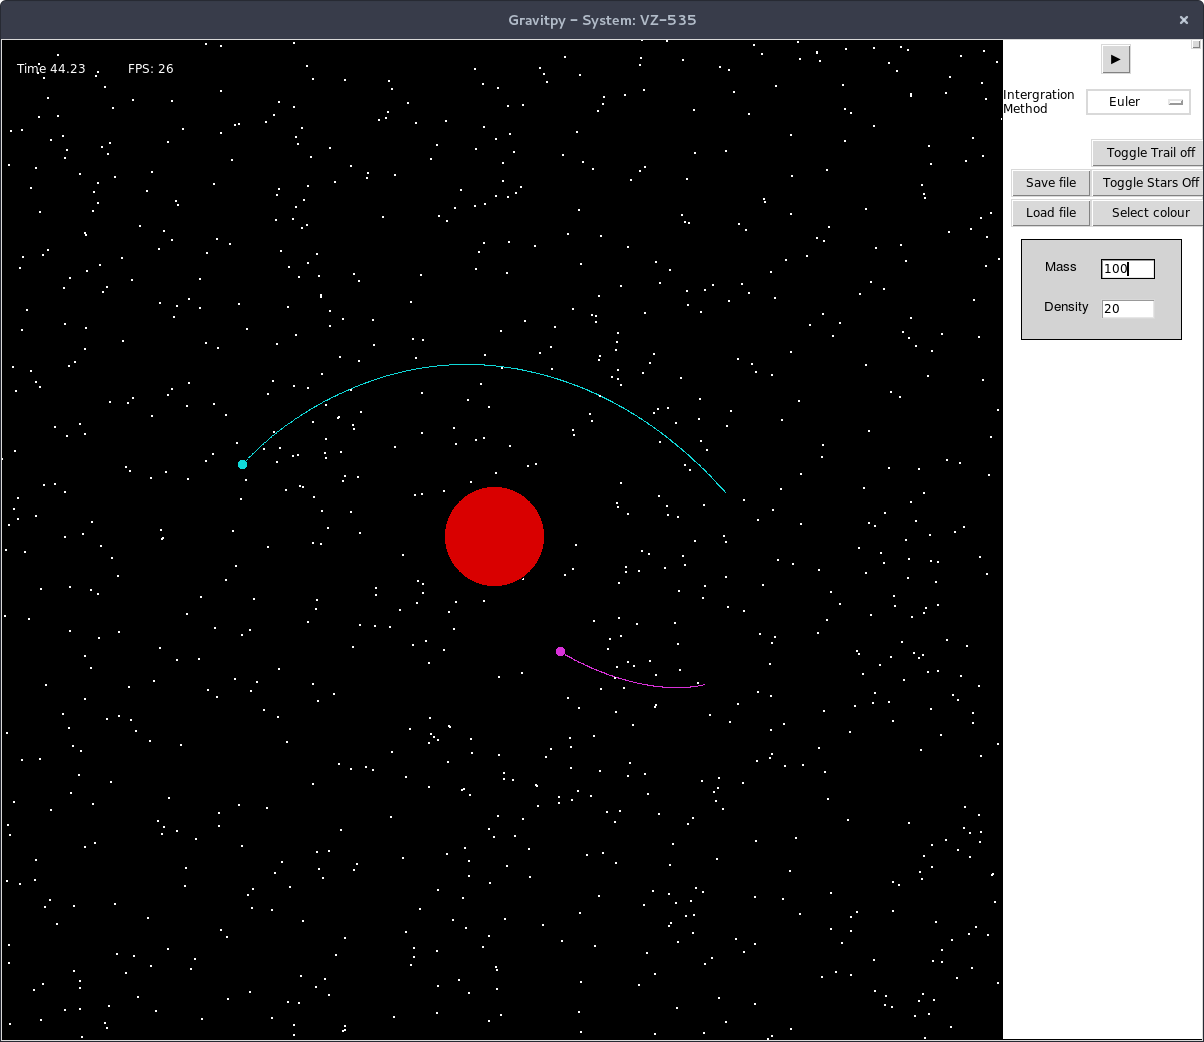 Gravitpy – System: VZ–535
Time 44.23 FPS: 26
Intergration
Method
Euler
Toggle Trail off
Save file
Toggle Stars Off
Load file
Select colour
Mass
100
Density
20